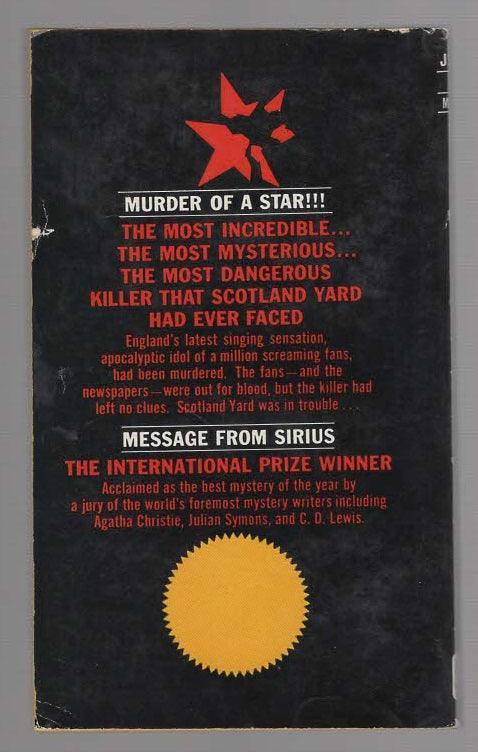 MURDER OF A STAR!!!
THE MOST INCREDIBLE...
THE MOST MYSTERIOUS...
THE MOST DANGEROUS
KILLER THAT SCOTLAND YARD
HAD EVER FACED
England's latest singing sensation,
apocalyptic idol of a million screaming fans,
had been murdered. The fans—and the
newspapers—were out for blood, but the killer had
left no clues. Scotland Yard was in trouble...
MESSAGE FROM SIRIUS
THE INTERNATIONAL PRIZE WINNER
Acclaimed as the best mystery of the year by
a jury of the world's foremost mystery writers including
Agatha Christie, Julian Symons, and C. D. Lewis.
J
M